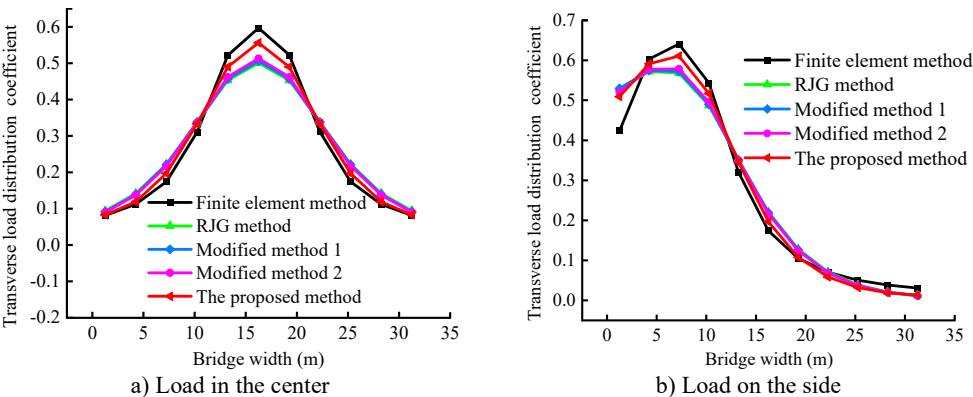 Transverse load distribution coefficient
0.6
0.5
0.4
0.3
0.2
0.1
0.0
-0.1
-0.2
Finite element method
RJG method
Modified method 1
Modified method 2
The proposed method
0 5 10 15 20 25 30 35
Bridge width (m)
a) Load in the center
Transverse load distribution coefficient
0.7
0.6
0.5
0.4
0.3
0.2
0.1
0.0
Finite element method
RJG method
Modified method 1
Modified method 2
The proposed method
0 5 10 15 20 25 30 35
Bridge width (m)
b) Load on the side